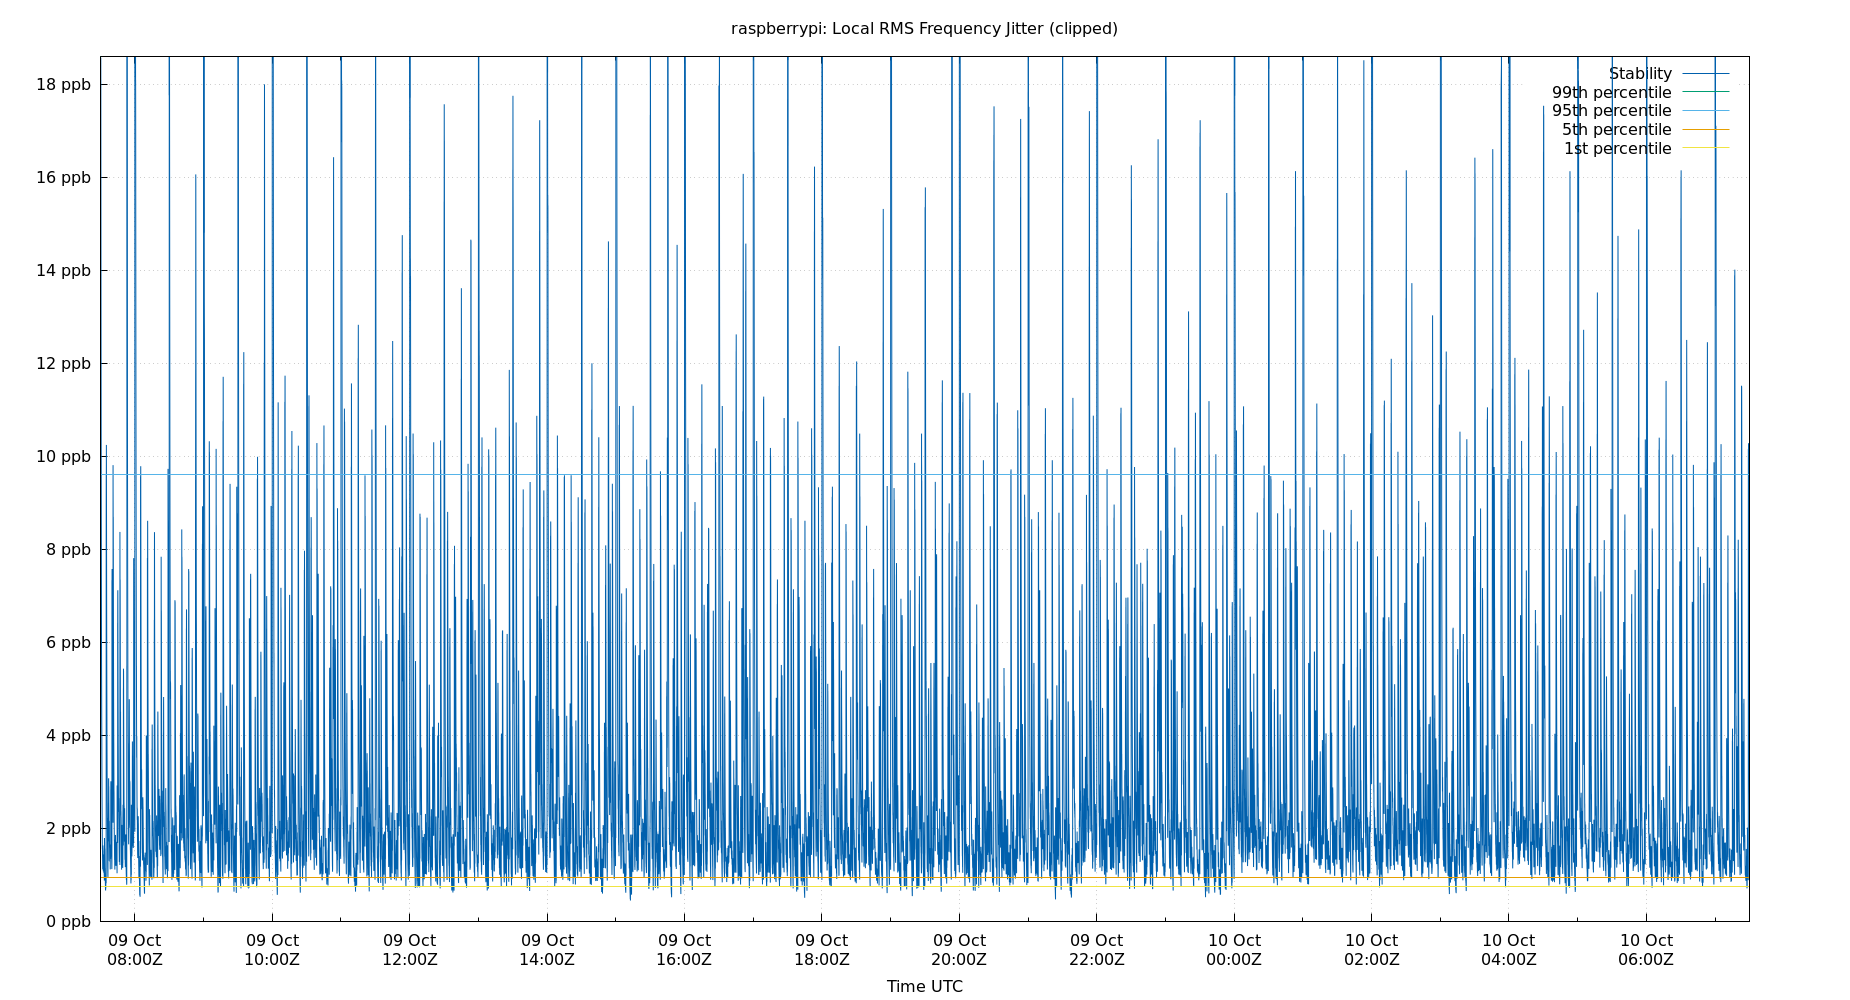 raspberrypi: Local RMS Frequency Jitter (clipped)
18 ppb
16 ppb
14 ppb
12 ppb
10 ppb
8 ppb
6 ppb
4 ppb
2 ppb
0 ppb
Stability
99th percentile
95th percentile
5th percentile
1st percentile
09 Oct 09 Oct 09 Oct 09 Oct 09 Oct 09 Oct 09 Oct 09 Oct 10 Oct 10 Oct 10 Oct 10 Oct
08:00Z 10:00Z 12:00Z 14:00Z 16:00Z 18:00Z 20:00Z 22:00Z 00:00Z 02:00Z 04:00Z 06:00Z
Time UTC